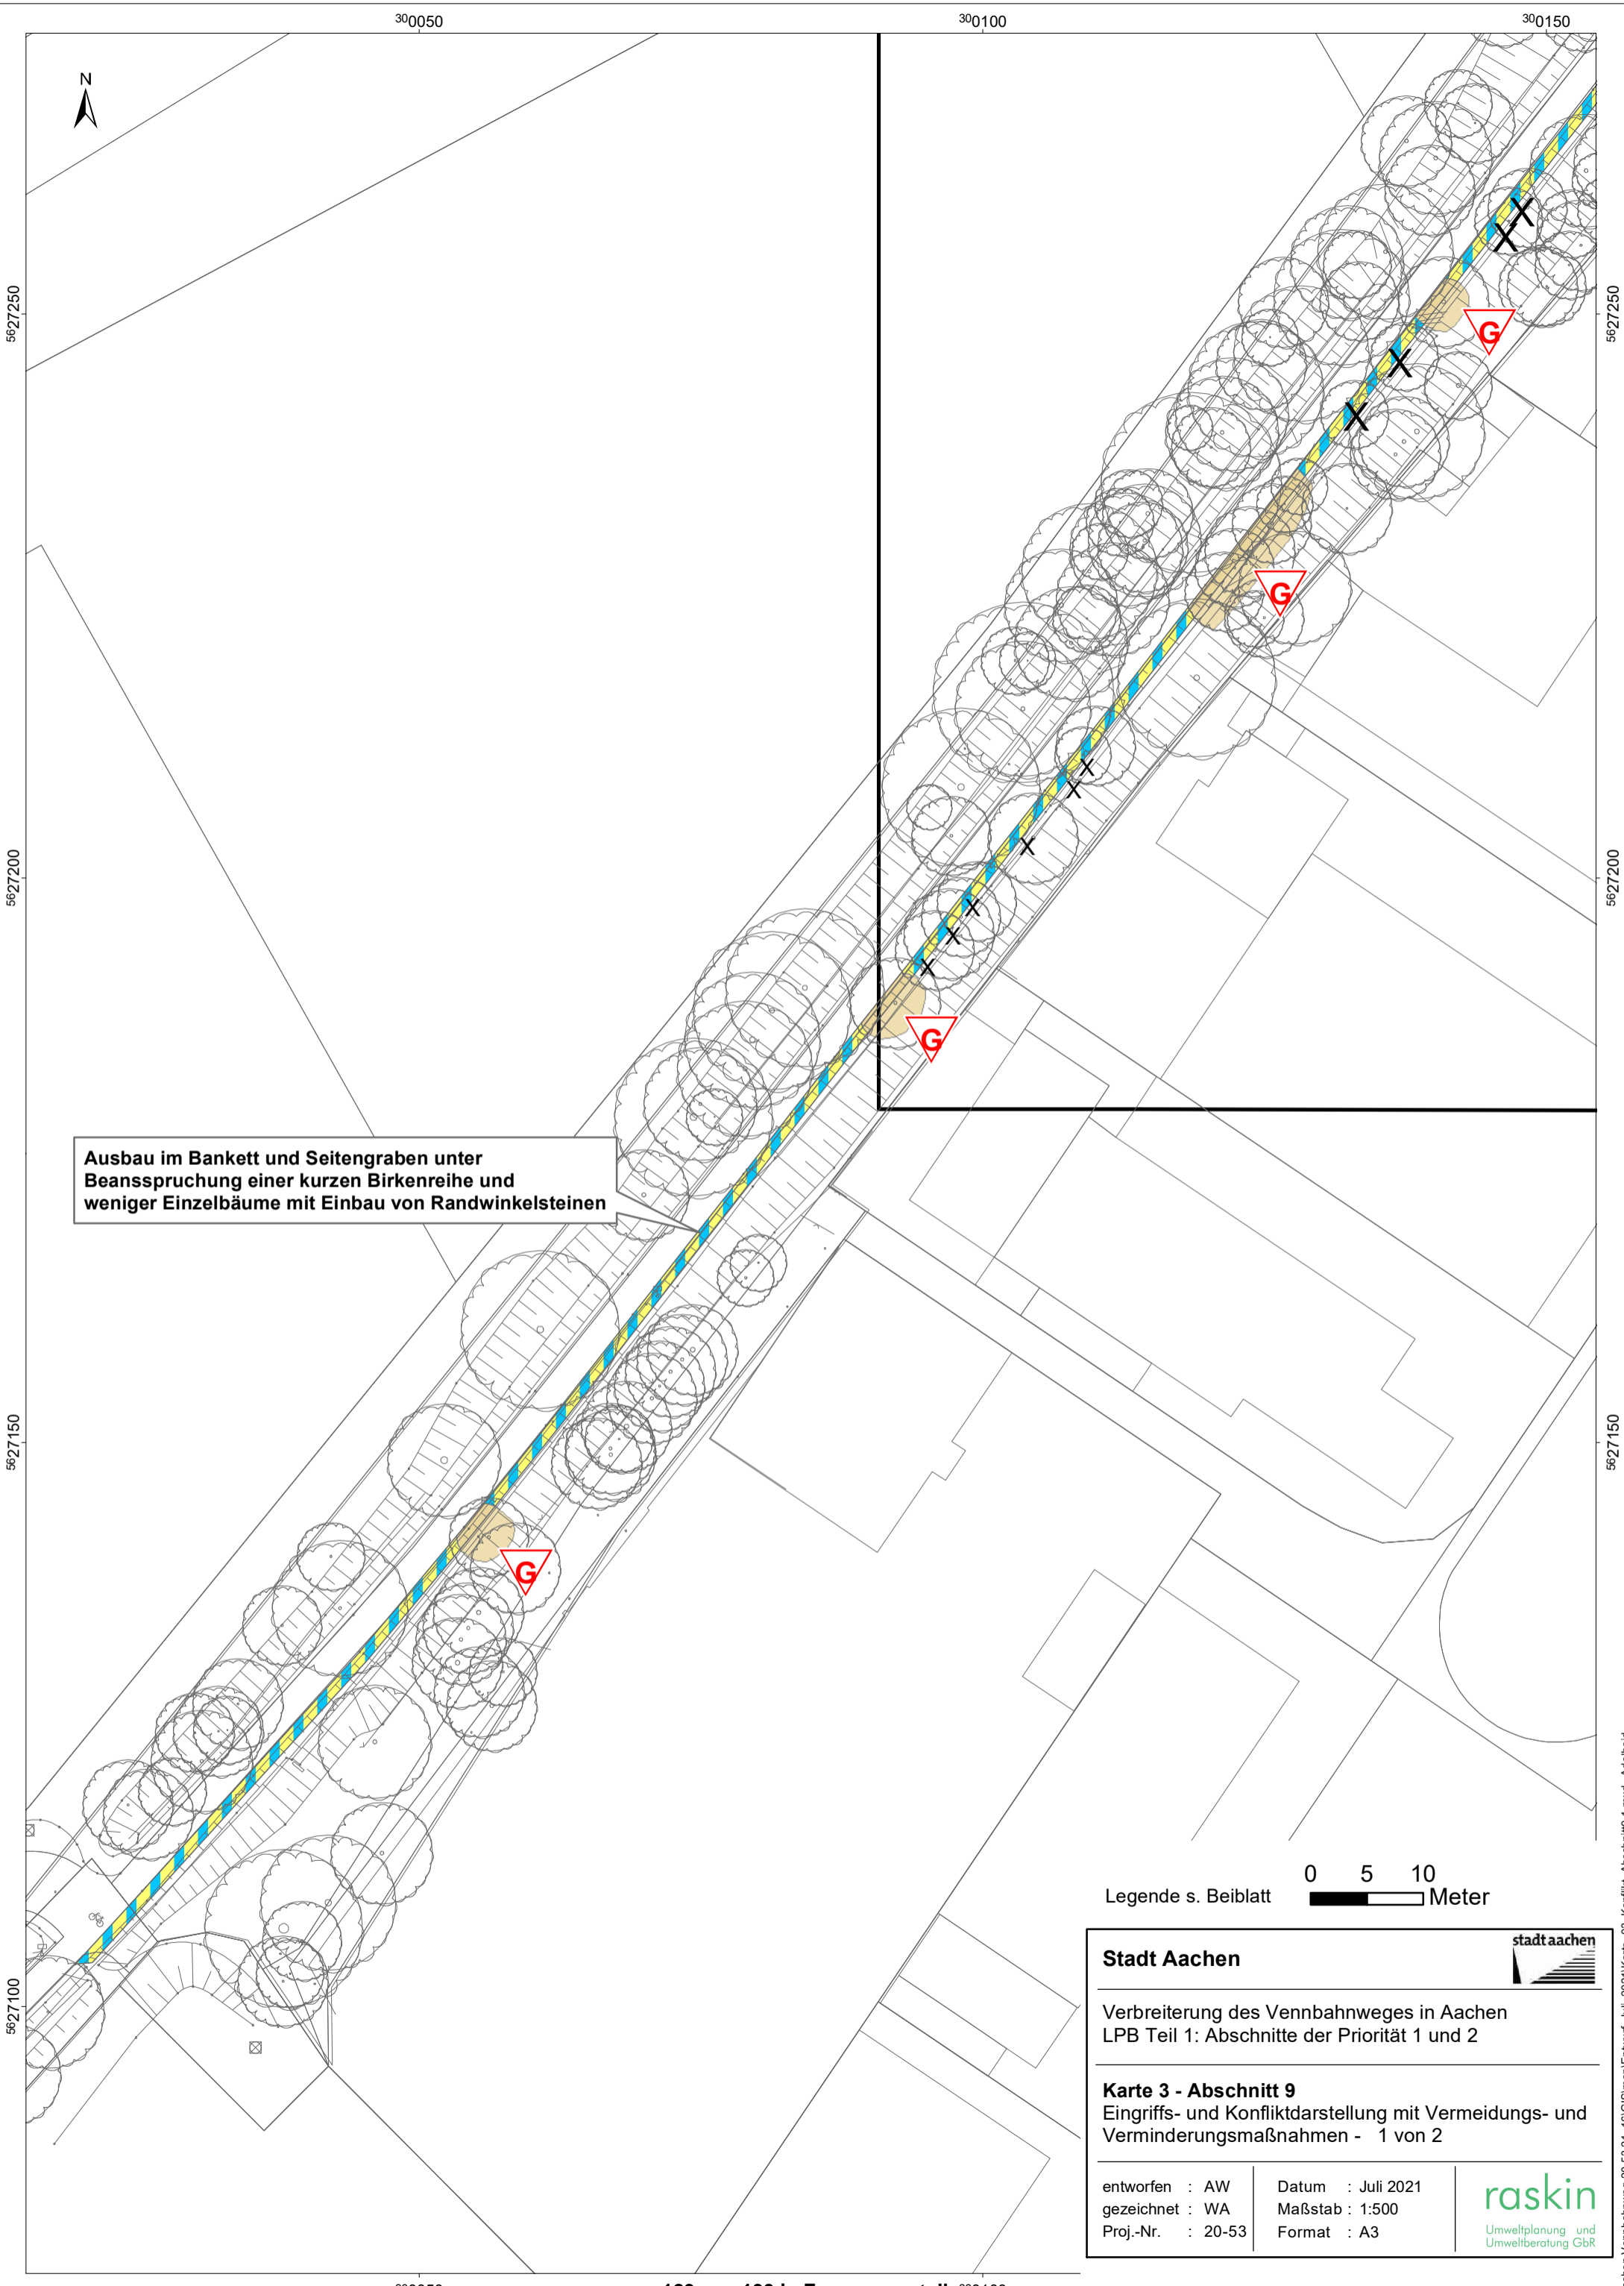 300050
300100
300150
N
5627250
5627250
X
X
G
X
X
G
5627200
5627200
X
X
X
X
X
X
G
Ausbau im Bankett und Seitengraben unter
Beansspruchung einer kurzen Birkenreihe und
weniger Einzelbäume mit Einbau von Randwinkelsteinen
5627150
5627150
G
5627100
Legende s. Beiblatt
0 5 10
Meter
Stadt Aachen
stadt aachen
Verbreiterung des Vennbahnweges in Aachen
LPB Teil 1: Abschnitte der Priorität 1 und 2
Karte 3 - Abschnitt 9
Eingriffs- und Konfliktdarstellung mit Vermeidungs- und
Verminderungsmaßnahmen - 1 von 2
entworfen : AW
gezeichnet : WA
Proj.-Nr. : 20-53
Datum : Juli 2021
Maßstab : 1:500
Format : A3
raskin
Umweltplanung und
Umweltberatung GbR